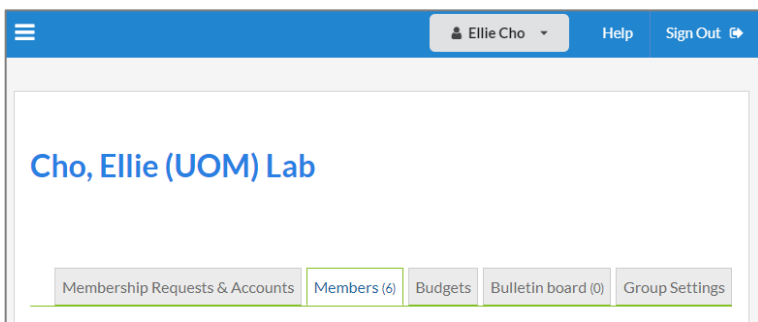 Ellie Cho Help Sign Out
Cho, Ellie (UOM) Lab
Membership Requests & Accounts Members (6) Budgets Bulletin board (0) Group Settings